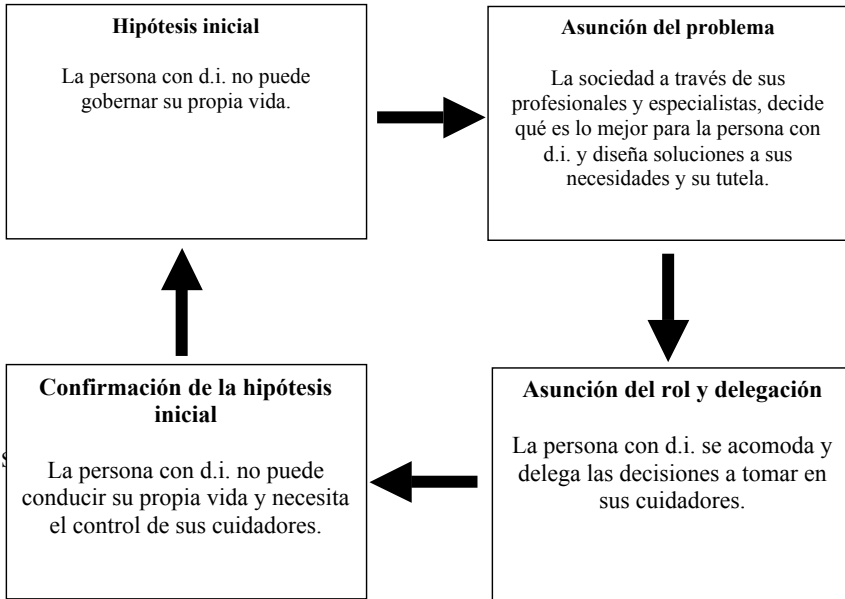 Hipótesis inicial
La persona con d.i. no puede
gobernar su propia vida.
Asunción del problema
La sociedad a través de sus
profesionales y especialistas, decide
qué es lo mejor para la persona con
d.i. y diseña soluciones a sus
necesidades y su tutela.
Asunción del rol y delegación
La persona con d.i. se acomoda y
delega las decisiones a tomar en
sus cuidadores.
Confirmación de la hipótesis
inicial
La persona con d.i. no puede
conducir su propia vida y necesita
el control de sus cuidadores.